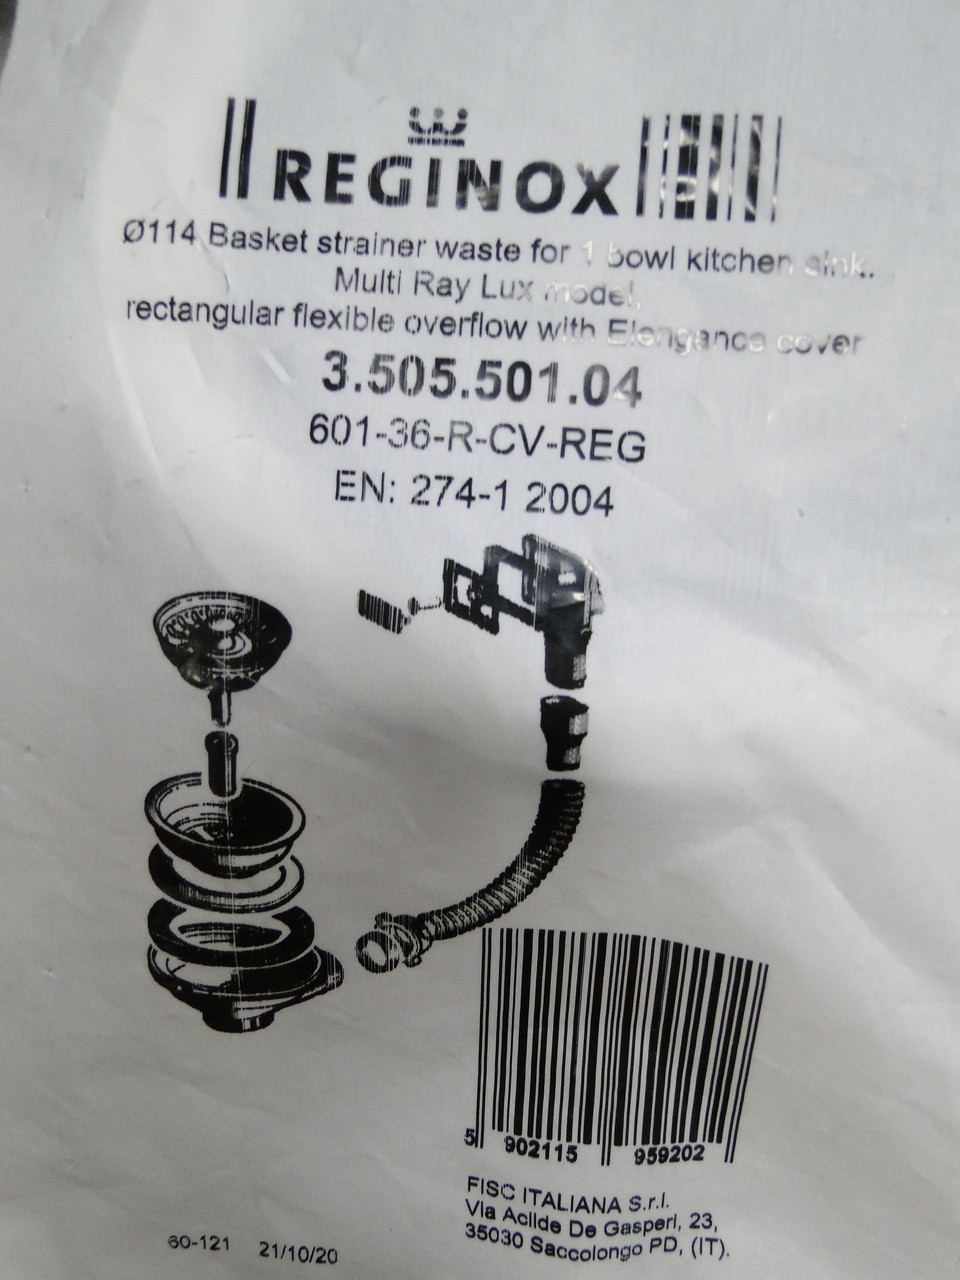 REGINOX
Ø114 Basket strainer waste for 1 bowl kitchen sink.
Multi Ray Lux model,
rectangular flexible overflow with Elengance cover
3.505.501.04
601-36-R-CV-REG
EN: 274-1 2004
5 902115 959202
FISC ITALIANA S.r.l.
Via Aclide De Gasperi, 23,
35030 Saccolongo PD, (IT).
60-121 21/10/20